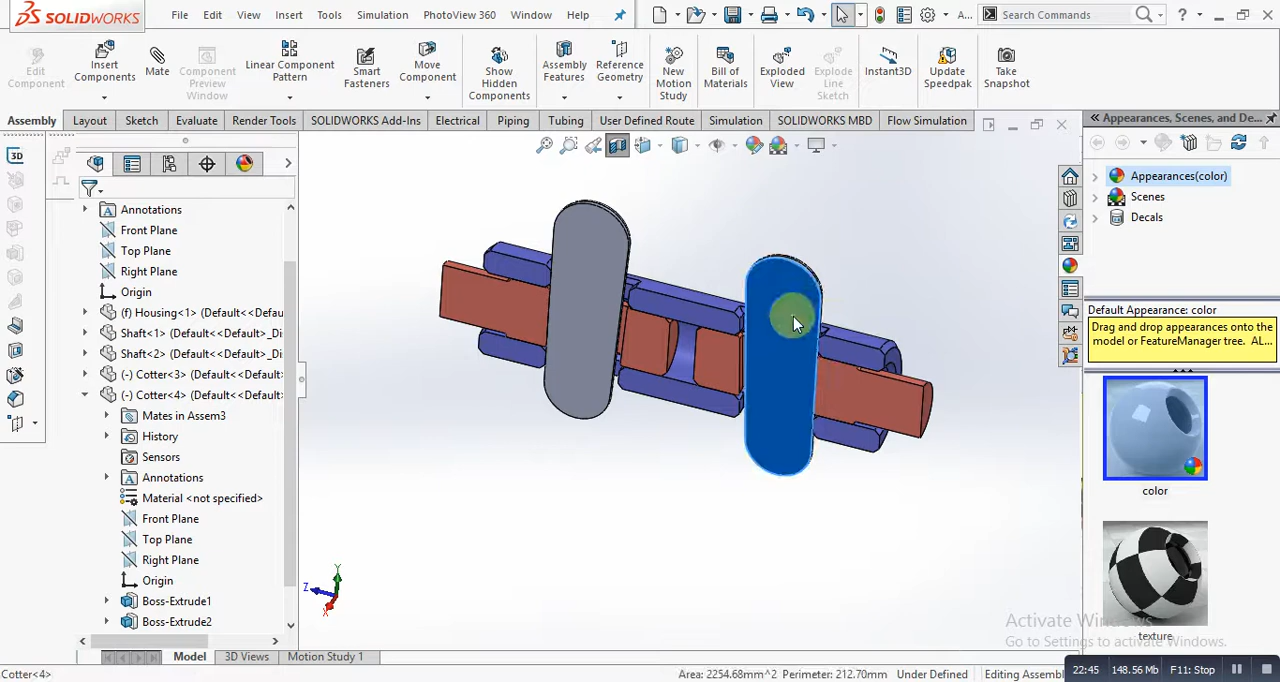 SOLIDWORKS File Edit View Insert Tools Simulation PhotoView 360 Window Help A... Search Commands
Edit Component
Insert Components
Mate
Component Preview Window
Linear Component Pattern
Smart Fasteners
Move Component
Show Hidden Components
Assembly Features
Reference Geometry
New Motion Study
Bill of Materials
Exploded View
Explode Line Sketch
Instant3D
Update Speedpak
Take Snapshot
Assembly Layout Sketch Evaluate Render Tools SOLIDWORKS Add-Ins Electrical Piping Tubing User Defined Route Simulation SOLIDWORKS MBD Flow Simulation
Appearances, Scenes, and De...
3D
Annotations
Front Plane
Top Plane
Right Plane
Origin
(f) Housing<1> (Default<Defaul
Shaft<1> (Default<Default>_Di
Shaft<2> (Default<Default>_Di
(-) Cotter<3> (Default<Default
(-) Cotter<4> (Default<Default
Mates in Assem3
History
Sensors
Annotations
Material <not specified>
Front Plane
Top Plane
Right Plane
Origin
Boss-Extrude1
Boss-Extrude2
Y
Z
X
Appearances(color)
Scenes
Decals
Default Appearance: color
Drag and drop appearances onto the
model or FeatureManager tree. AL...
color
texture
Activate Windows
Go to Settings to activate Windows.
Model 3D Views Motion Study 1
Cotter<4> Area: 2254.68mm^2 Perimeter: 212.70mm Under Defined Editing Assembly
22:45 148.56 Mb F11: Stop